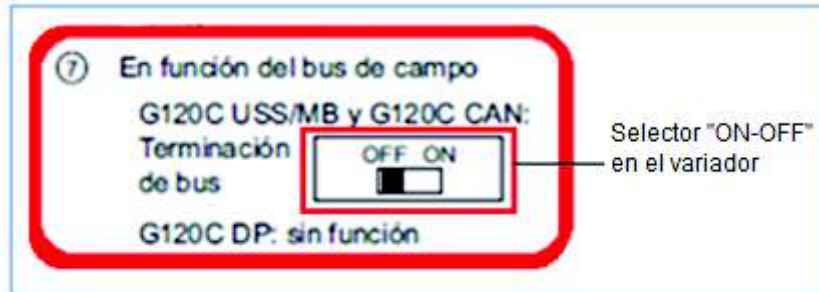 ⑦ En función del bus de campo
G120C USS/MB y G120C CAN:
Terminación
de bus
OFF ON
G120C DP: sin función
Selector "ON-OFF"
en el variador